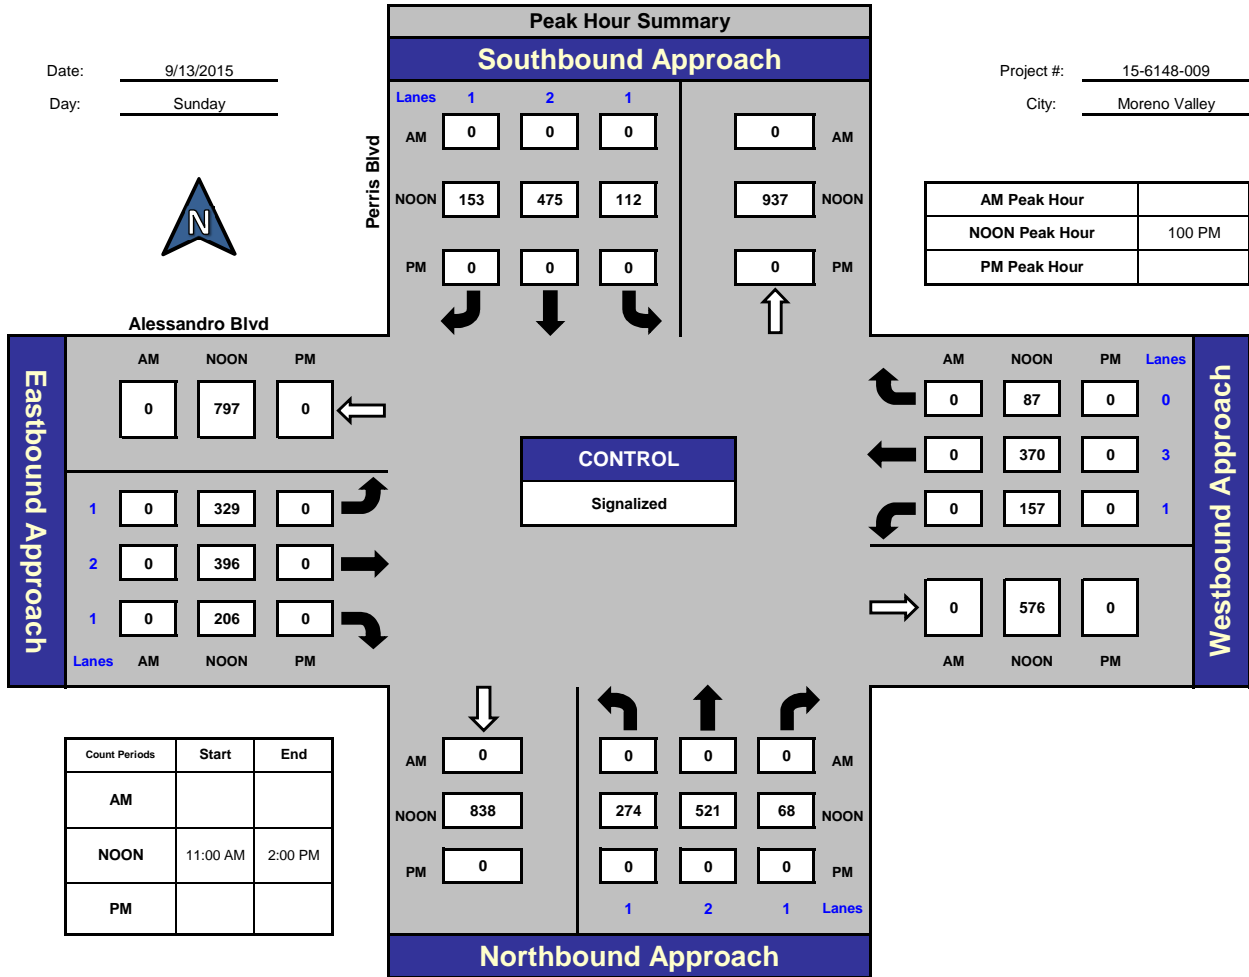 Peak Hour Summary
Southbound Approach
Date: 9/13/2015
Day: Sunday
Project #: 15-6148-009
City: Moreno Valley
N
Perris Blvd
Lanes 1 2 1
AM 0 0 0 0 AM
NOON 153 475 112 937 NOON
PM 0 0 0 0 PM
AM Peak Hour
NOON Peak Hour 100 PM
PM Peak Hour
Alessandro Blvd
Eastbound Approach
AM NOON PM
0 797 0
1 0 329 0
2 0 396 0
1 0 206 0
Lanes AM NOON PM
CONTROL
Signalized
AM NOON PM Lanes
0 87 0 0
0 370 0 3
0 157 0 1
0 576 0
AM NOON PM
Westbound Approach
Count Periods Start End
AM
NOON 11:00 AM 2:00 PM
PM
AM 0 0 0 0 AM
NOON 838 274 521 68 NOON
PM 0 0 0 0 PM
1 2 1 Lanes
Northbound Approach